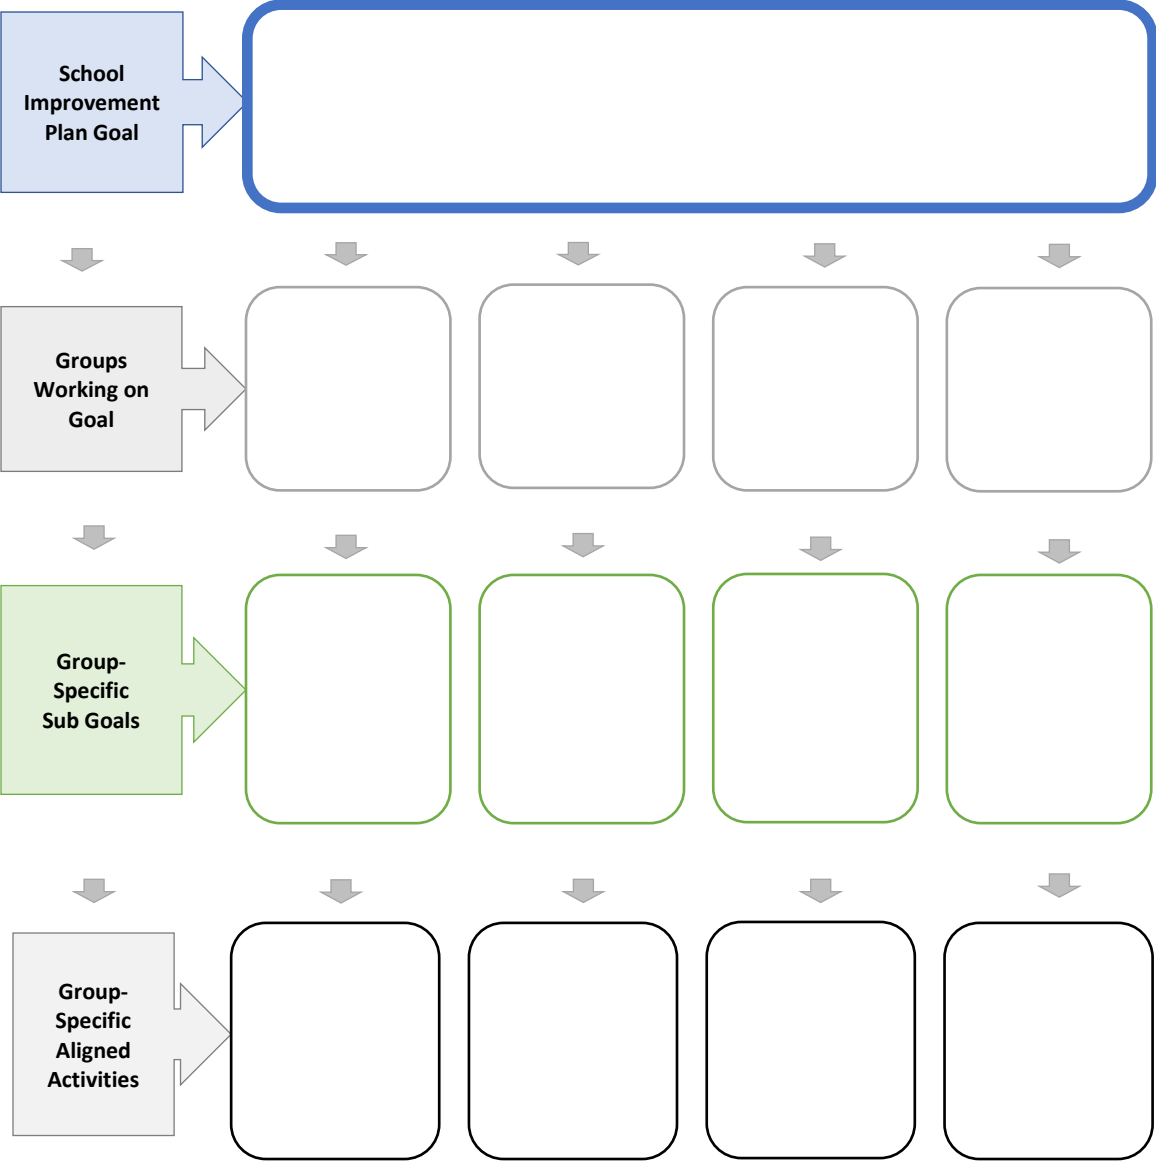 School
Improvement
Plan Goal
Groups
Working on
Goal
Group-
Specific
Sub Goals
Group-
Specific
Aligned
Activities